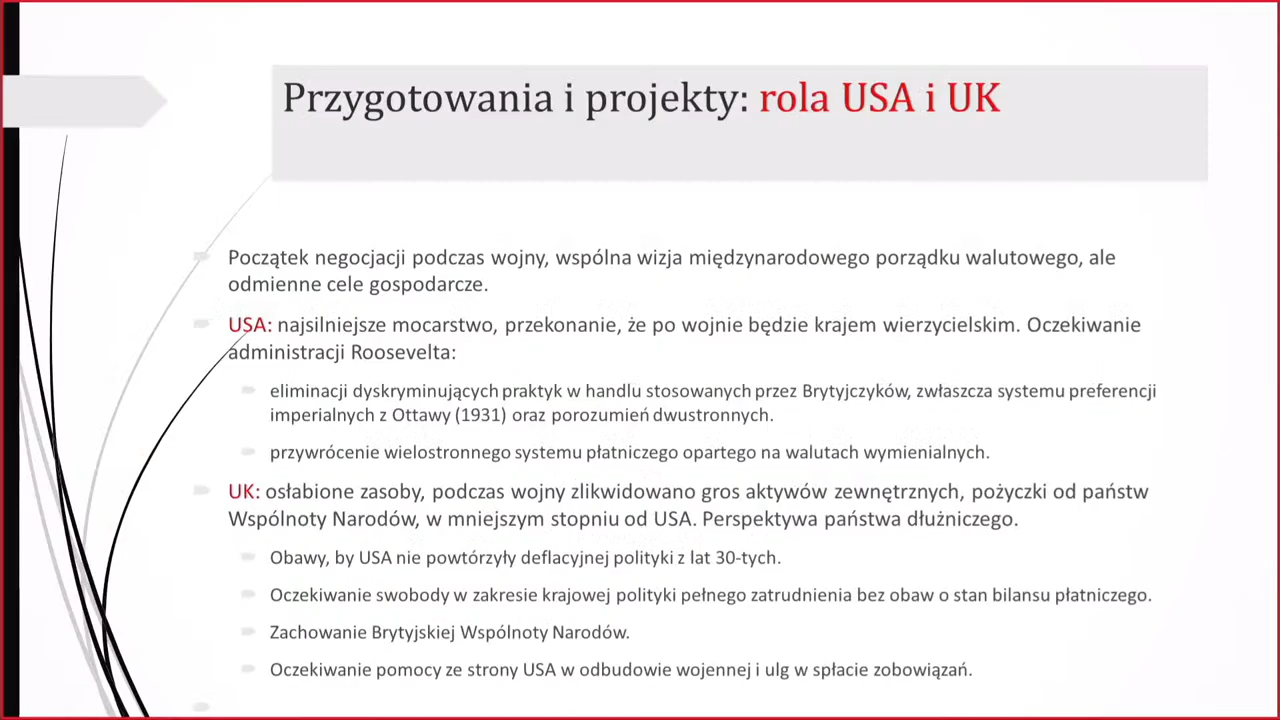 Przygotowania i projekty: rola USA i UK
Początek negocjacji podczas wojny, wspólna wizja międzynarodowego porządku walutowego, ale
odmienne cele gospodarcze.
USA: najsilniejsze mocarstwo, przekonanie, że po wojnie będzie krajem wierzycielskim. Oczekiwanie
administracji Roosevelta:
eliminacji dyskryminujących praktyk w handlu stosowanych przez Brytyjczyków, zwłaszcza systemu preferencji
imperialnych z Ottawy (1931) oraz porozumień dwustronnych.
przywrócenie wielostronnego systemu płatniczego opartego na walutach wymienialnych.
UK: osłabione zasoby, podczas wojny zlikwidowano gros aktywów zewnętrznych, pożyczki od państw
Wspólnoty Narodów, w mniejszym stopniu od USA. Perspektywa państwa dłużniczego.
Obawy, by USA nie powtórzyły deflacyjnej polityki z lat 30-tych.
Oczekiwanie swobody w zakresie krajowej polityki pełnego zatrudnienia bez obaw o stan bilansu płatniczego.
Zachowanie Brytyjskiej Wspólnoty Narodów.
Oczekiwanie pomocy ze strony USA w odbudowie wojennej i ulg w spłacie zobowiązań.